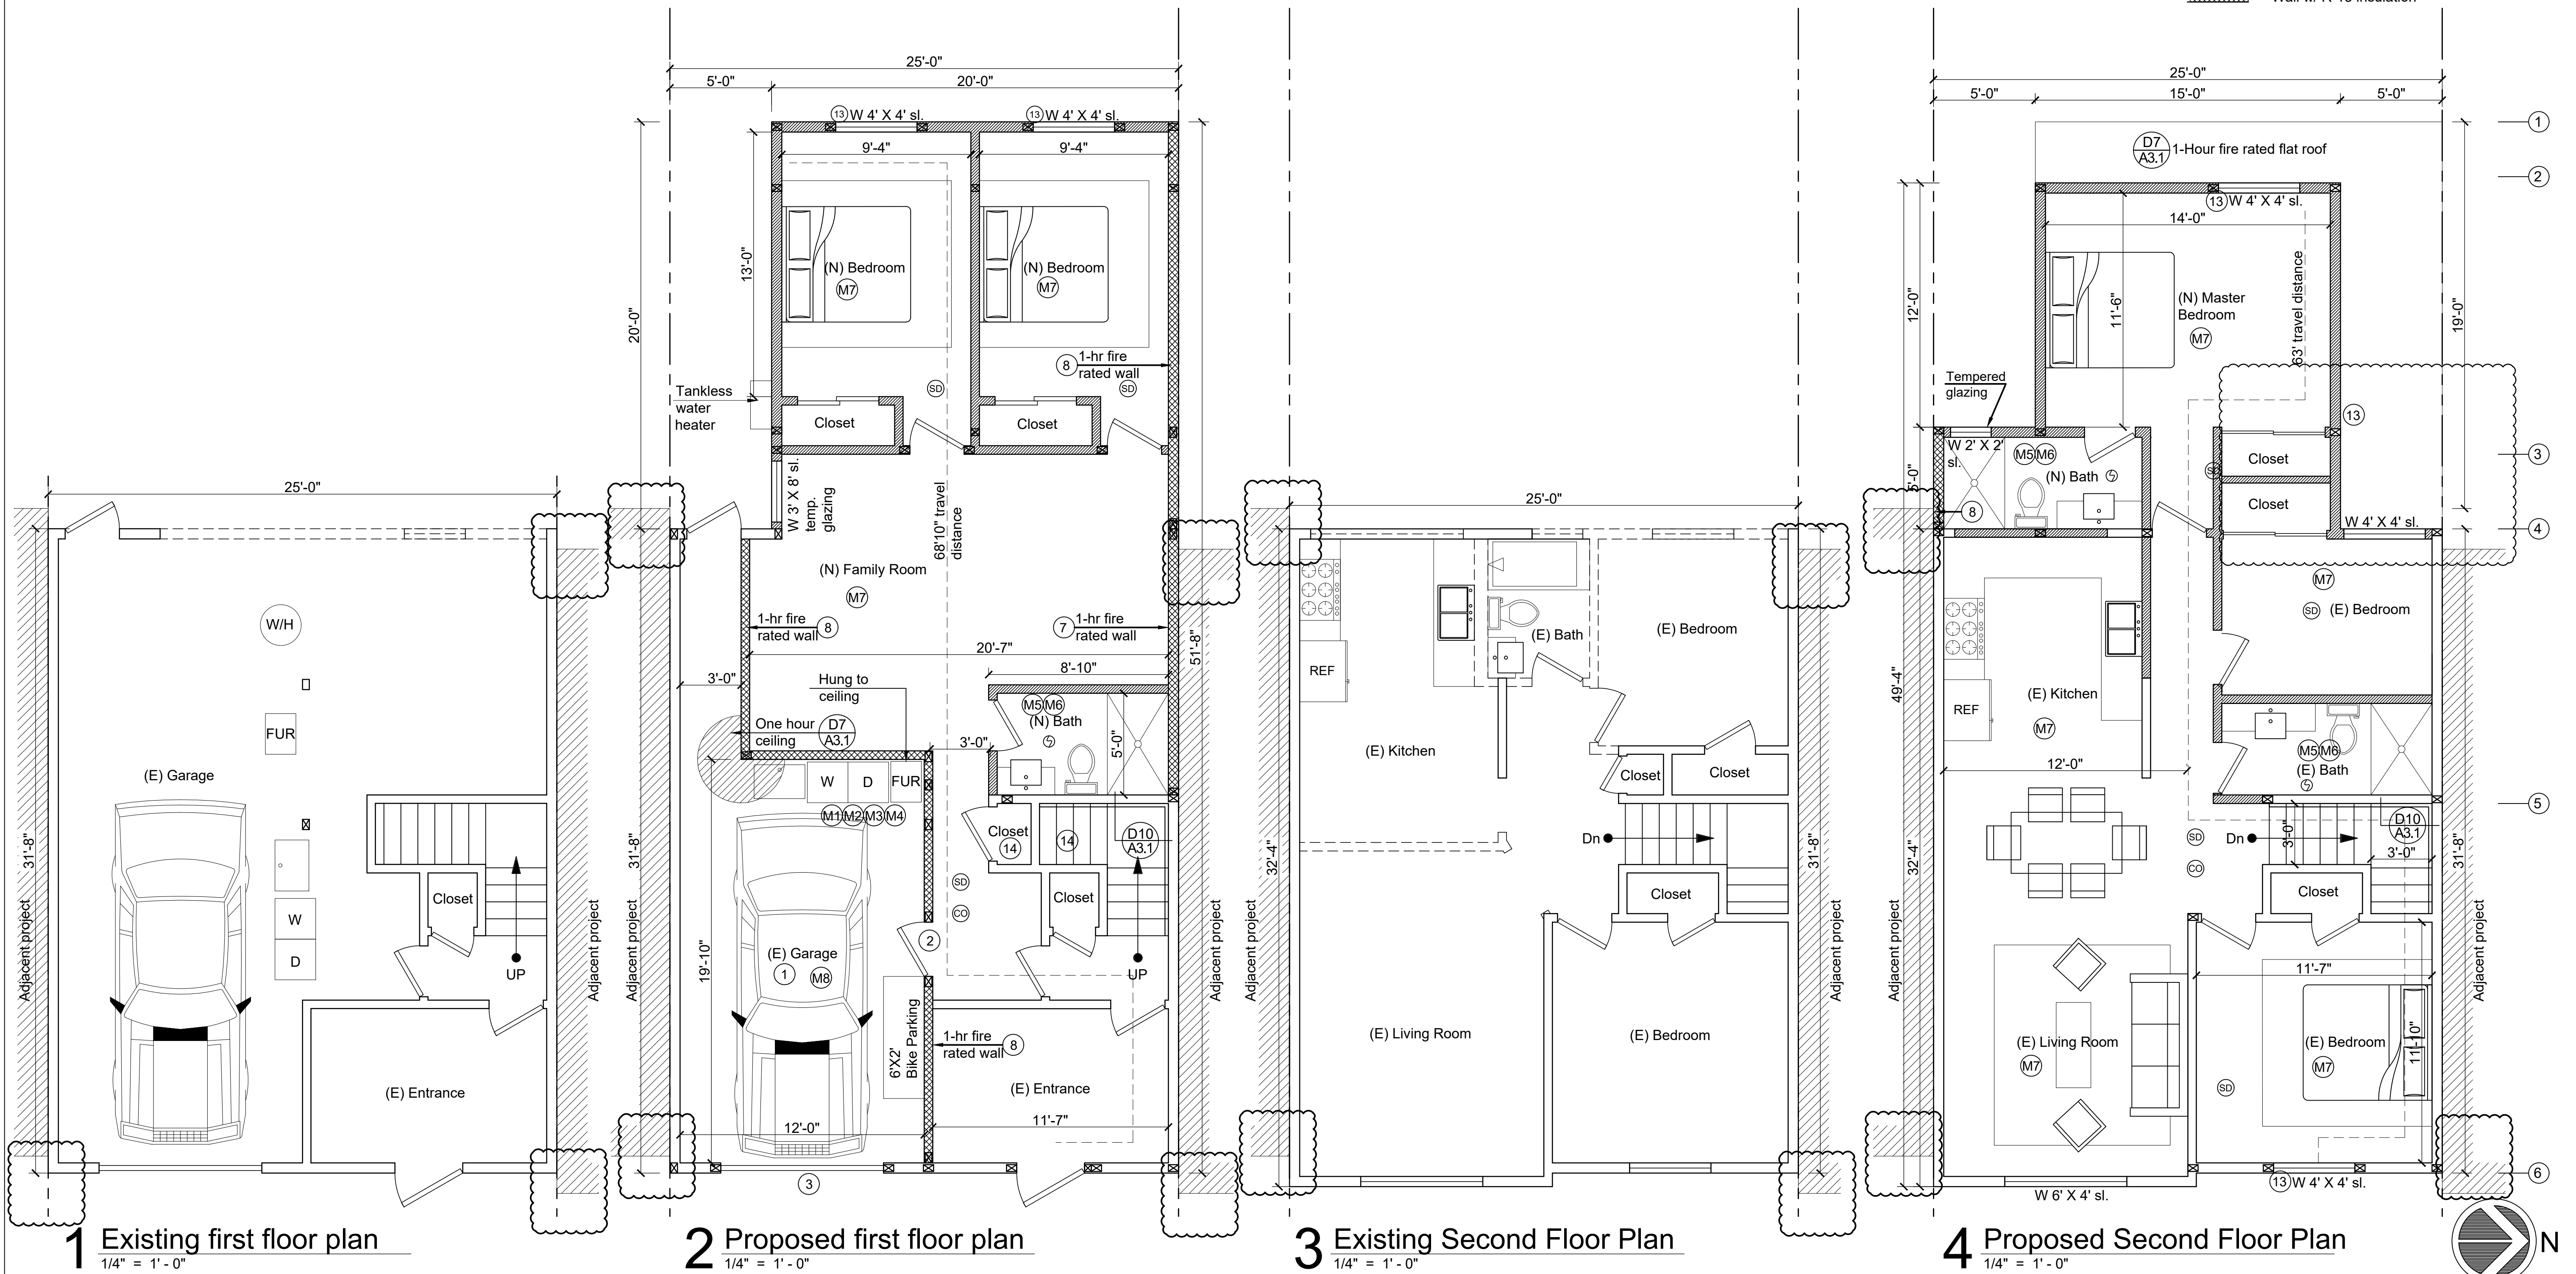 25'-0"
Adjacent project
31'-8"
W/H
FUR
(E) Garage
W
D
Closet
UP
(E) Entrance
Adjacent project
1 Existing first floor plan
1/4" = 1' - 0"
25'-0"
5'-0"
20'-0"
13 W 4' X 4' sl.
13 W 4' X 4' sl.
9'-4"
9'-4"
13'-0"
20'-0"
(N) Bedroom
M7
(N) Bedroom
M7
8 1-hr fire
rated wall
SD
SD
Tankless
water
heater
Closet
Closet
W 3' X 8' sl.
temp.
glazing
68'10" travel
distance
(N) Family Room
M7
1-hr fire
rated wall 8
7 1-hr fire
rated wall
20'-7"
8'-10"
51'-8"
3'-0"
Hung to
ceiling
One hour
ceiling
D7
A3.1
M5 M6
(N) Bath
5'-0"
3'-0"
W
D
FUR
M1 M2 M3 M4
Closet
14
14
D10
A3.1
SD
CO
Closet
UP
2
31'-8"
Adjacent project
19'-10"
(E) Garage
1
M8
6'X2'
Bike Parking
1-hr fire
rated wall 8
(E) Entrance
11'-7"
12'-0"
3
Adjacent project
2 Proposed first floor plan
1/4" = 1' - 0"
25'-0"
(E) Bath
(E) Bedroom
REF
(E) Kitchen
Closet
Closet
Dn
Closet
32'-4"
31'-8"
Adjacent project
Adjacent project
(E) Living Room
(E) Bedroom
3 Existing Second Floor Plan
1/4" = 1' - 0"
25'-0"
5'-0"
15'-0"
5'-0"
D7
A3.1
1-Hour fire rated flat roof
13 W 4' X 4' sl.
14'-0"
12'-0"
11'-6"
(N) Master
Bedroom
M7
63' travel distance
19'-0"
Tempered
glazing
13
W 2' X 2'
sl.
M5 M6
(N) Bath
5'-0"
8
SD
Closet
Closet
W 4' X 4' sl.
M7
SD
(E) Bedroom
49'-4"
REF
(E) Kitchen
M7
M5 M6
(E) Bath
12'-0"
SD
CO
Dn
3'-0"
D10
A3.1
3'-0"
Closet
32'-4"
31'-8"
Adjacent project
Adjacent project
11'-7"
(E) Living Room
M7
SD
(E) Bedroom
M7
11'-10"
W 6' X 4' sl.
13 W 4' X 4' sl.
1
2
3
4
5
6
4 Proposed Second Floor Plan
1/4" = 1' - 0"
N